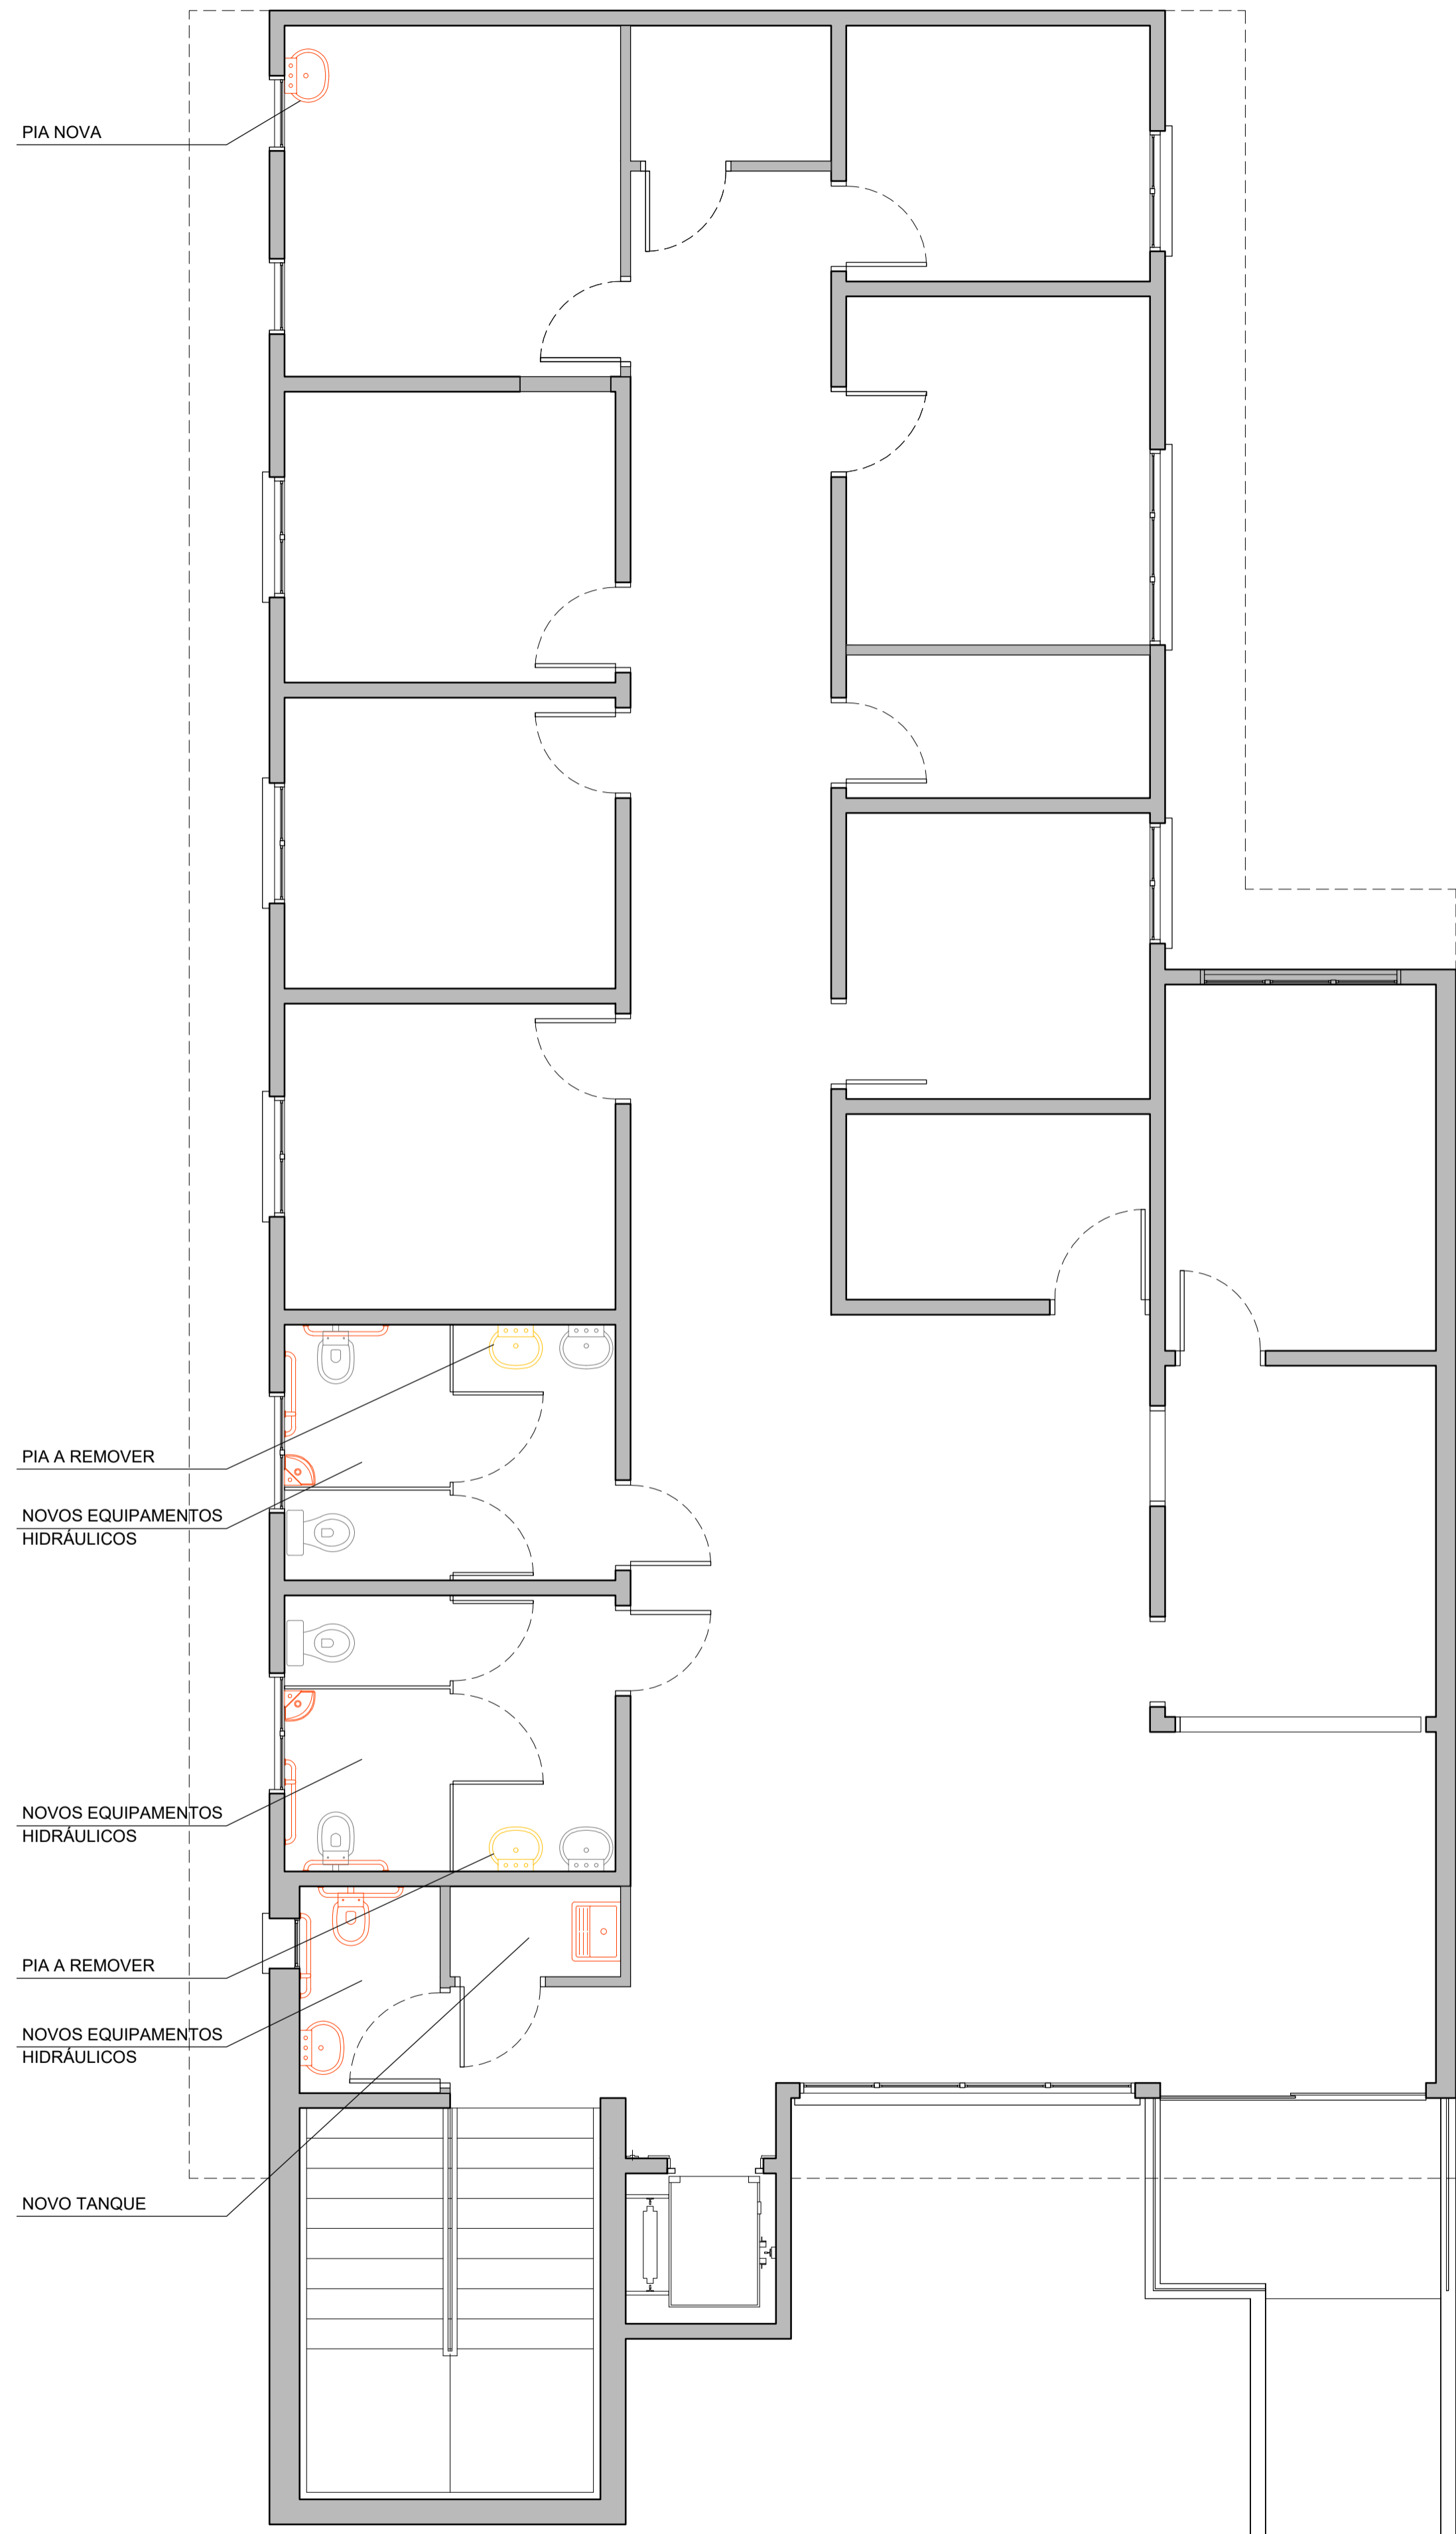 PIA NOVA
PIA A REMOVER
NOVOS EQUIPAMENTOS
HIDRÁULICOS
NOVOS EQUIPAMENTOS
HIDRÁULICOS
PIA A REMOVER
NOVOS EQUIPAMENTOS
HIDRÁULICOS
NOVO TANQUE